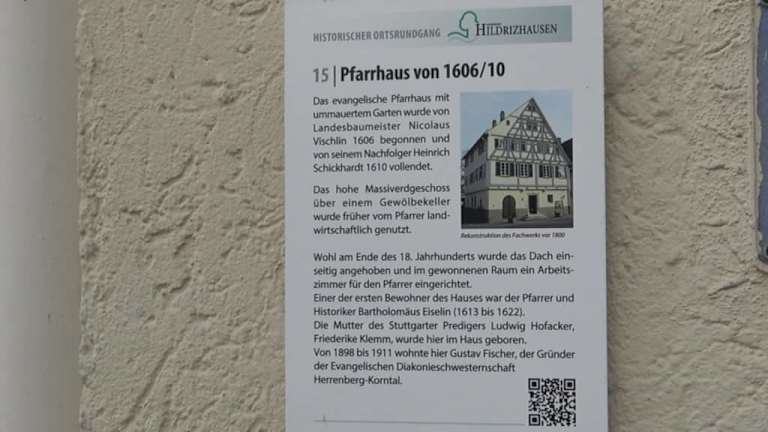 HISTORISCHER ORTSRUNDGANG
HILDRIZHAUSEN
15 | Pfarrhaus von 1606/10
Das evangelische Pfarrhaus mit
ummauertem Garten wurde von
Landesbaumeister Nicolaus
Vischlin 1606 begonnen und
von seinem Nachfolger Heinrich
Schickhardt 1610 vollendet.
Das hohe Massiverdgeschoss
über einem Gewölbekeller
wurde früher vom Pfarrer land-
wirtschaftlich genutzt.
Rekonstruktion des Fachwerks vor 1800
Wohl am Ende des 18. Jahrhunderts wurde das Dach ein-
seitig angehoben und im gewonnenen Raum ein Arbeits-
zimmer für den Pfarrer eingerichtet.
Einer der ersten Bewohner des Hauses war der Pfarrer und
Historiker Bartholomäus Eiselin (1613 bis 1622).
Die Mutter des Stuttgarter Predigers Ludwig Hofacker,
Friederike Klemm, wurde hier im Haus geboren.
Von 1898 bis 1911 wohnte hier Gustav Fischer, der Gründer
der Evangelischen Diakonieschwesternschaft
Herrenberg-Korntal.